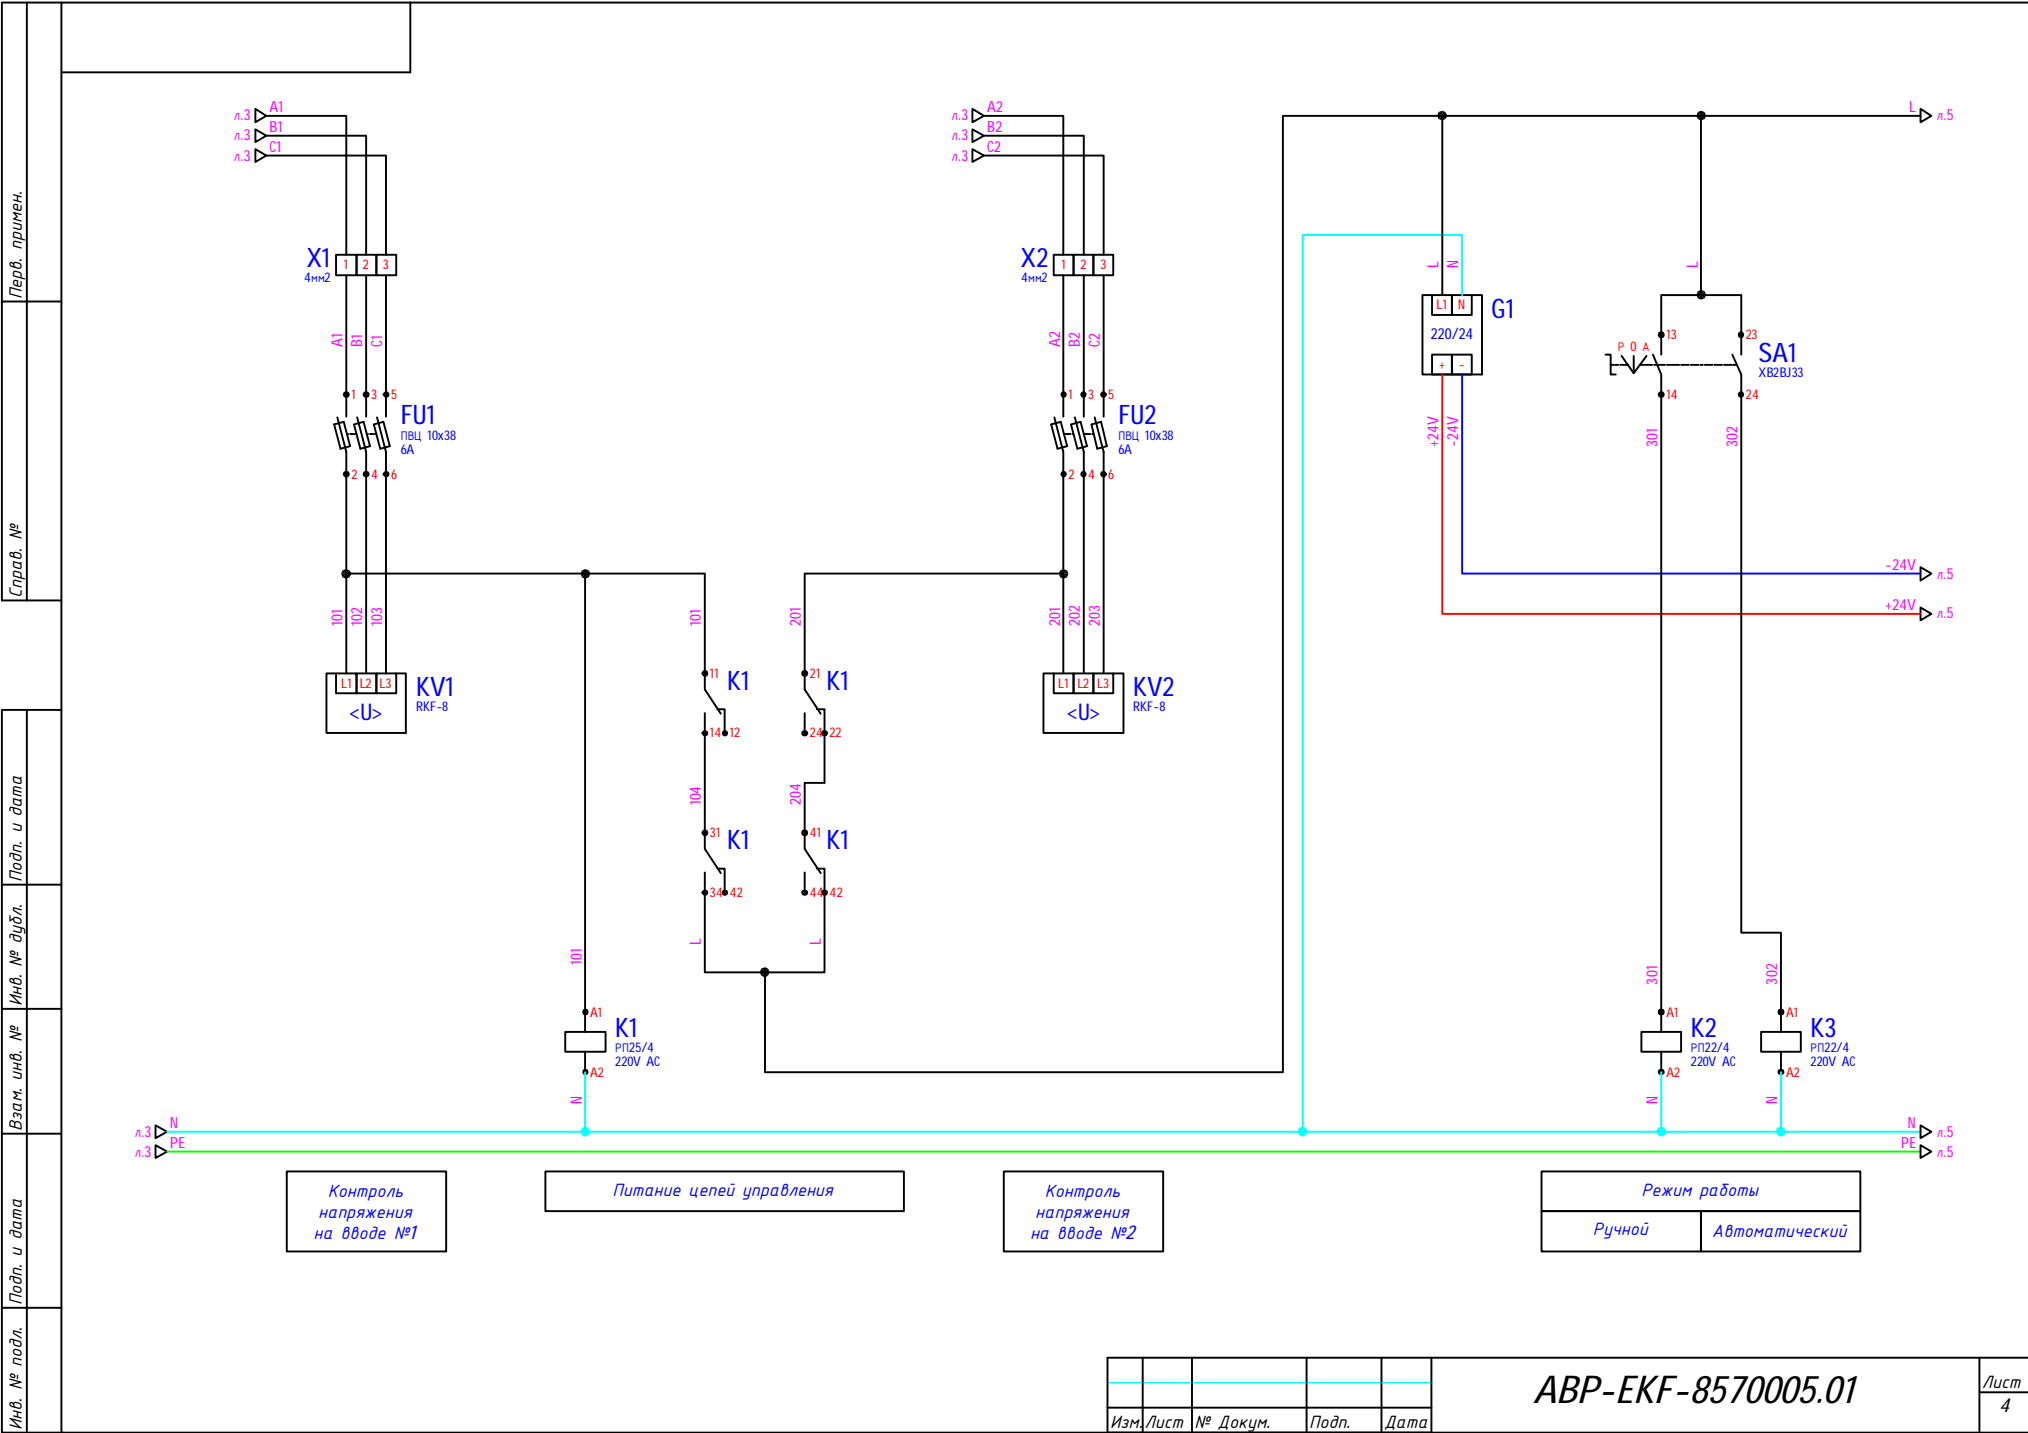 Перв. примен.
Справ. №
Подп. и дата
Инв. № дубл.
Взам. инв. №
Подп. и дата
Инв. № подл.
л.3 A1
л.3 B1
л.3 C1
X1
4мм2
1 2 3
A1 B1 C1
1 3 5
FU1
ПВЦ 10х38
6А
2 4 6
101 102 103
L1 L2 L3
<U>
KV1
RKF-8
л.3 A2
л.3 B2
л.3 C2
X2
4мм2
1 2 3
A2 B2 C2
1 3 5
FU2
ПВЦ 10х38
6А
2 4 6
201 202 203
L1 L2 L3
<U>
KV2
RKF-8
101
11 K1
14 12
104
31 K1
34 42
L
201
21 K1
24 22
204
41 K1
44 42
L
101
A1
K1
РП25/4
220V AC
A2
N
L л.5
L N
L1 N
G1
220/24
+ -
+24V -24V
-24V л.5
+24V л.5
L
13 23
P 0 A
SA1
XB2BJ33
14 24
301 302
301 302
A1
K2
РП22/4
220V AC
A2
N
A1
K3
РП22/4
220V AC
A2
N
л.3 N
л.3 PE
N л.5
PE л.5
Контроль
напряжения
на вводе №1
Питание цепей управления
Контроль
напряжения
на вводе №2
Режим работы
Ручной Автоматический
Изм. Лист № Докум. Подп. Дата
АВР-EKF-8570005.01
Лист
4